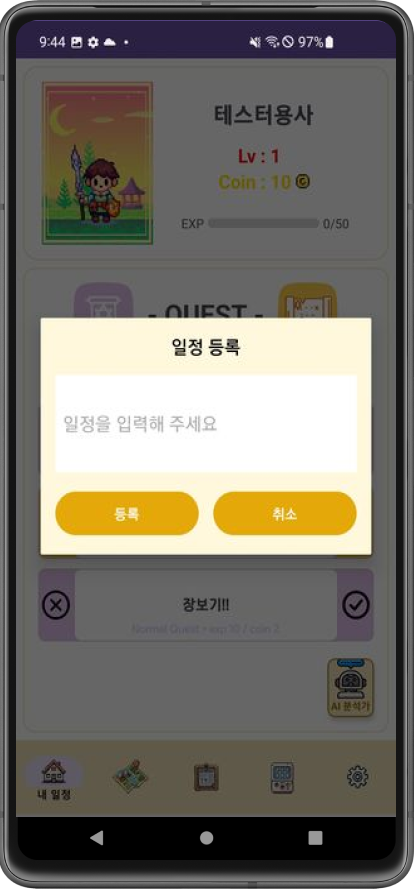 9:44
97%
테스터용사
Lv : 1
Coin : 10
EXP 0/50
- QUEST -
일정 등록
일정을 입력해 주세요
등록 취소
장보기!!
Normal Quest • exp 10 / coin 2
AI 분석가
내 일정